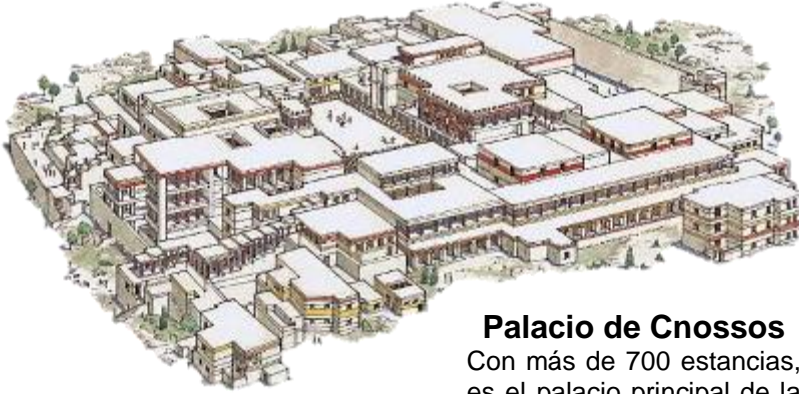 Palacio de Cnossos
Con más de 700 estancias,
es el palacio principal de la